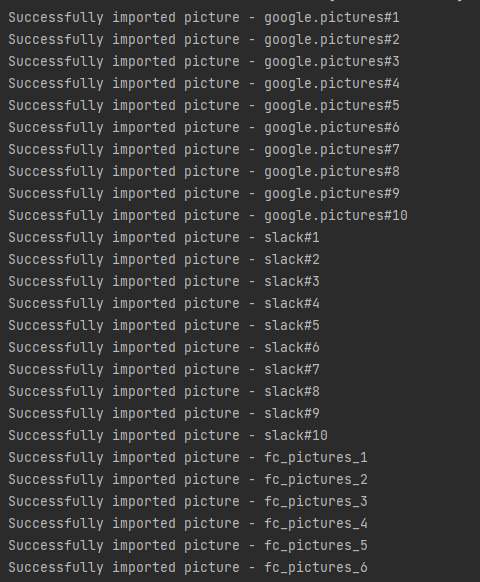 Successfully imported picture - google.pictures#1
Successfully imported picture - google.pictures#2
Successfully imported picture - google.pictures#3
Successfully imported picture - google.pictures#4
Successfully imported picture - google.pictures#5
Successfully imported picture - google.pictures#6
Successfully imported picture - google.pictures#7
Successfully imported picture - google.pictures#8
Successfully imported picture - google.pictures#9
Successfully imported picture - google.pictures#10
Successfully imported picture - slack#1
Successfully imported picture - slack#2
Successfully imported picture - slack#3
Successfully imported picture - slack#4
Successfully imported picture - slack#5
Successfully imported picture - slack#6
Successfully imported picture - slack#7
Successfully imported picture - slack#8
Successfully imported picture - slack#9
Successfully imported picture - slack#10
Successfully imported picture - fc_pictures_1
Successfully imported picture - fc_pictures_2
Successfully imported picture - fc_pictures_3
Successfully imported picture - fc_pictures_4
Successfully imported picture - fc_pictures_5
Successfully imported picture - fc_pictures_6